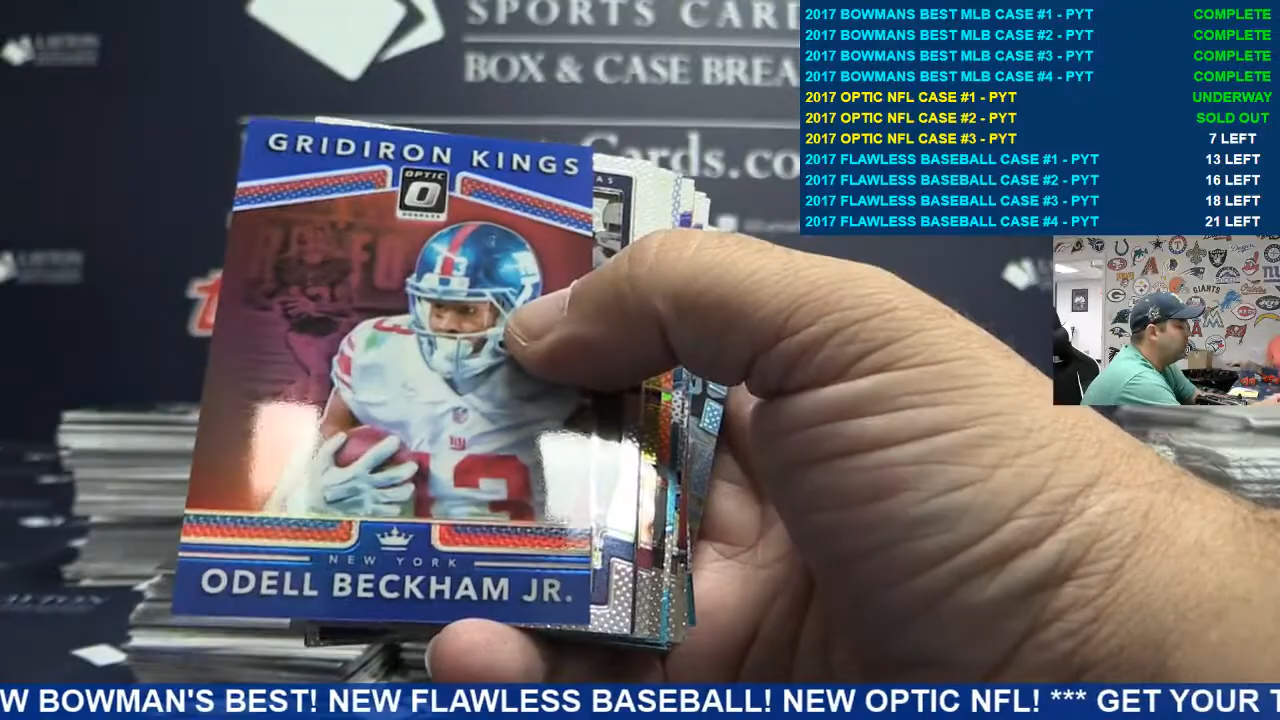 SPORTS CAR
BOX & CASE BREA
Cards.com
2017 BOWMANS BEST MLB CASE #1 - PYT COMPLETE
2017 BOWMANS BEST MLB CASE #2 - PYT COMPLETE
2017 BOWMANS BEST MLB CASE #3 - PYT COMPLETE
2017 BOWMANS BEST MLB CASE #4 - PYT COMPLETE
2017 OPTIC NFL CASE #1 - PYT UNDERWAY
2017 OPTIC NFL CASE #2 - PYT SOLD OUT
2017 OPTIC NFL CASE #3 - PYT 7 LEFT
2017 FLAWLESS BASEBALL CASE #1 - PYT 13 LEFT
2017 FLAWLESS BASEBALL CASE #2 - PYT 16 LEFT
2017 FLAWLESS BASEBALL CASE #3 - PYT 18 LEFT
2017 FLAWLESS BASEBALL CASE #4 - PYT 21 LEFT
GRIDIRON KINGS
OPTIC
13
NEW YORK
ODELL BECKHAM JR.
GIANTS
W BOWMAN'S BEST! NEW FLAWLESS BASEBALL! NEW OPTIC NFL! *** GET YOUR T